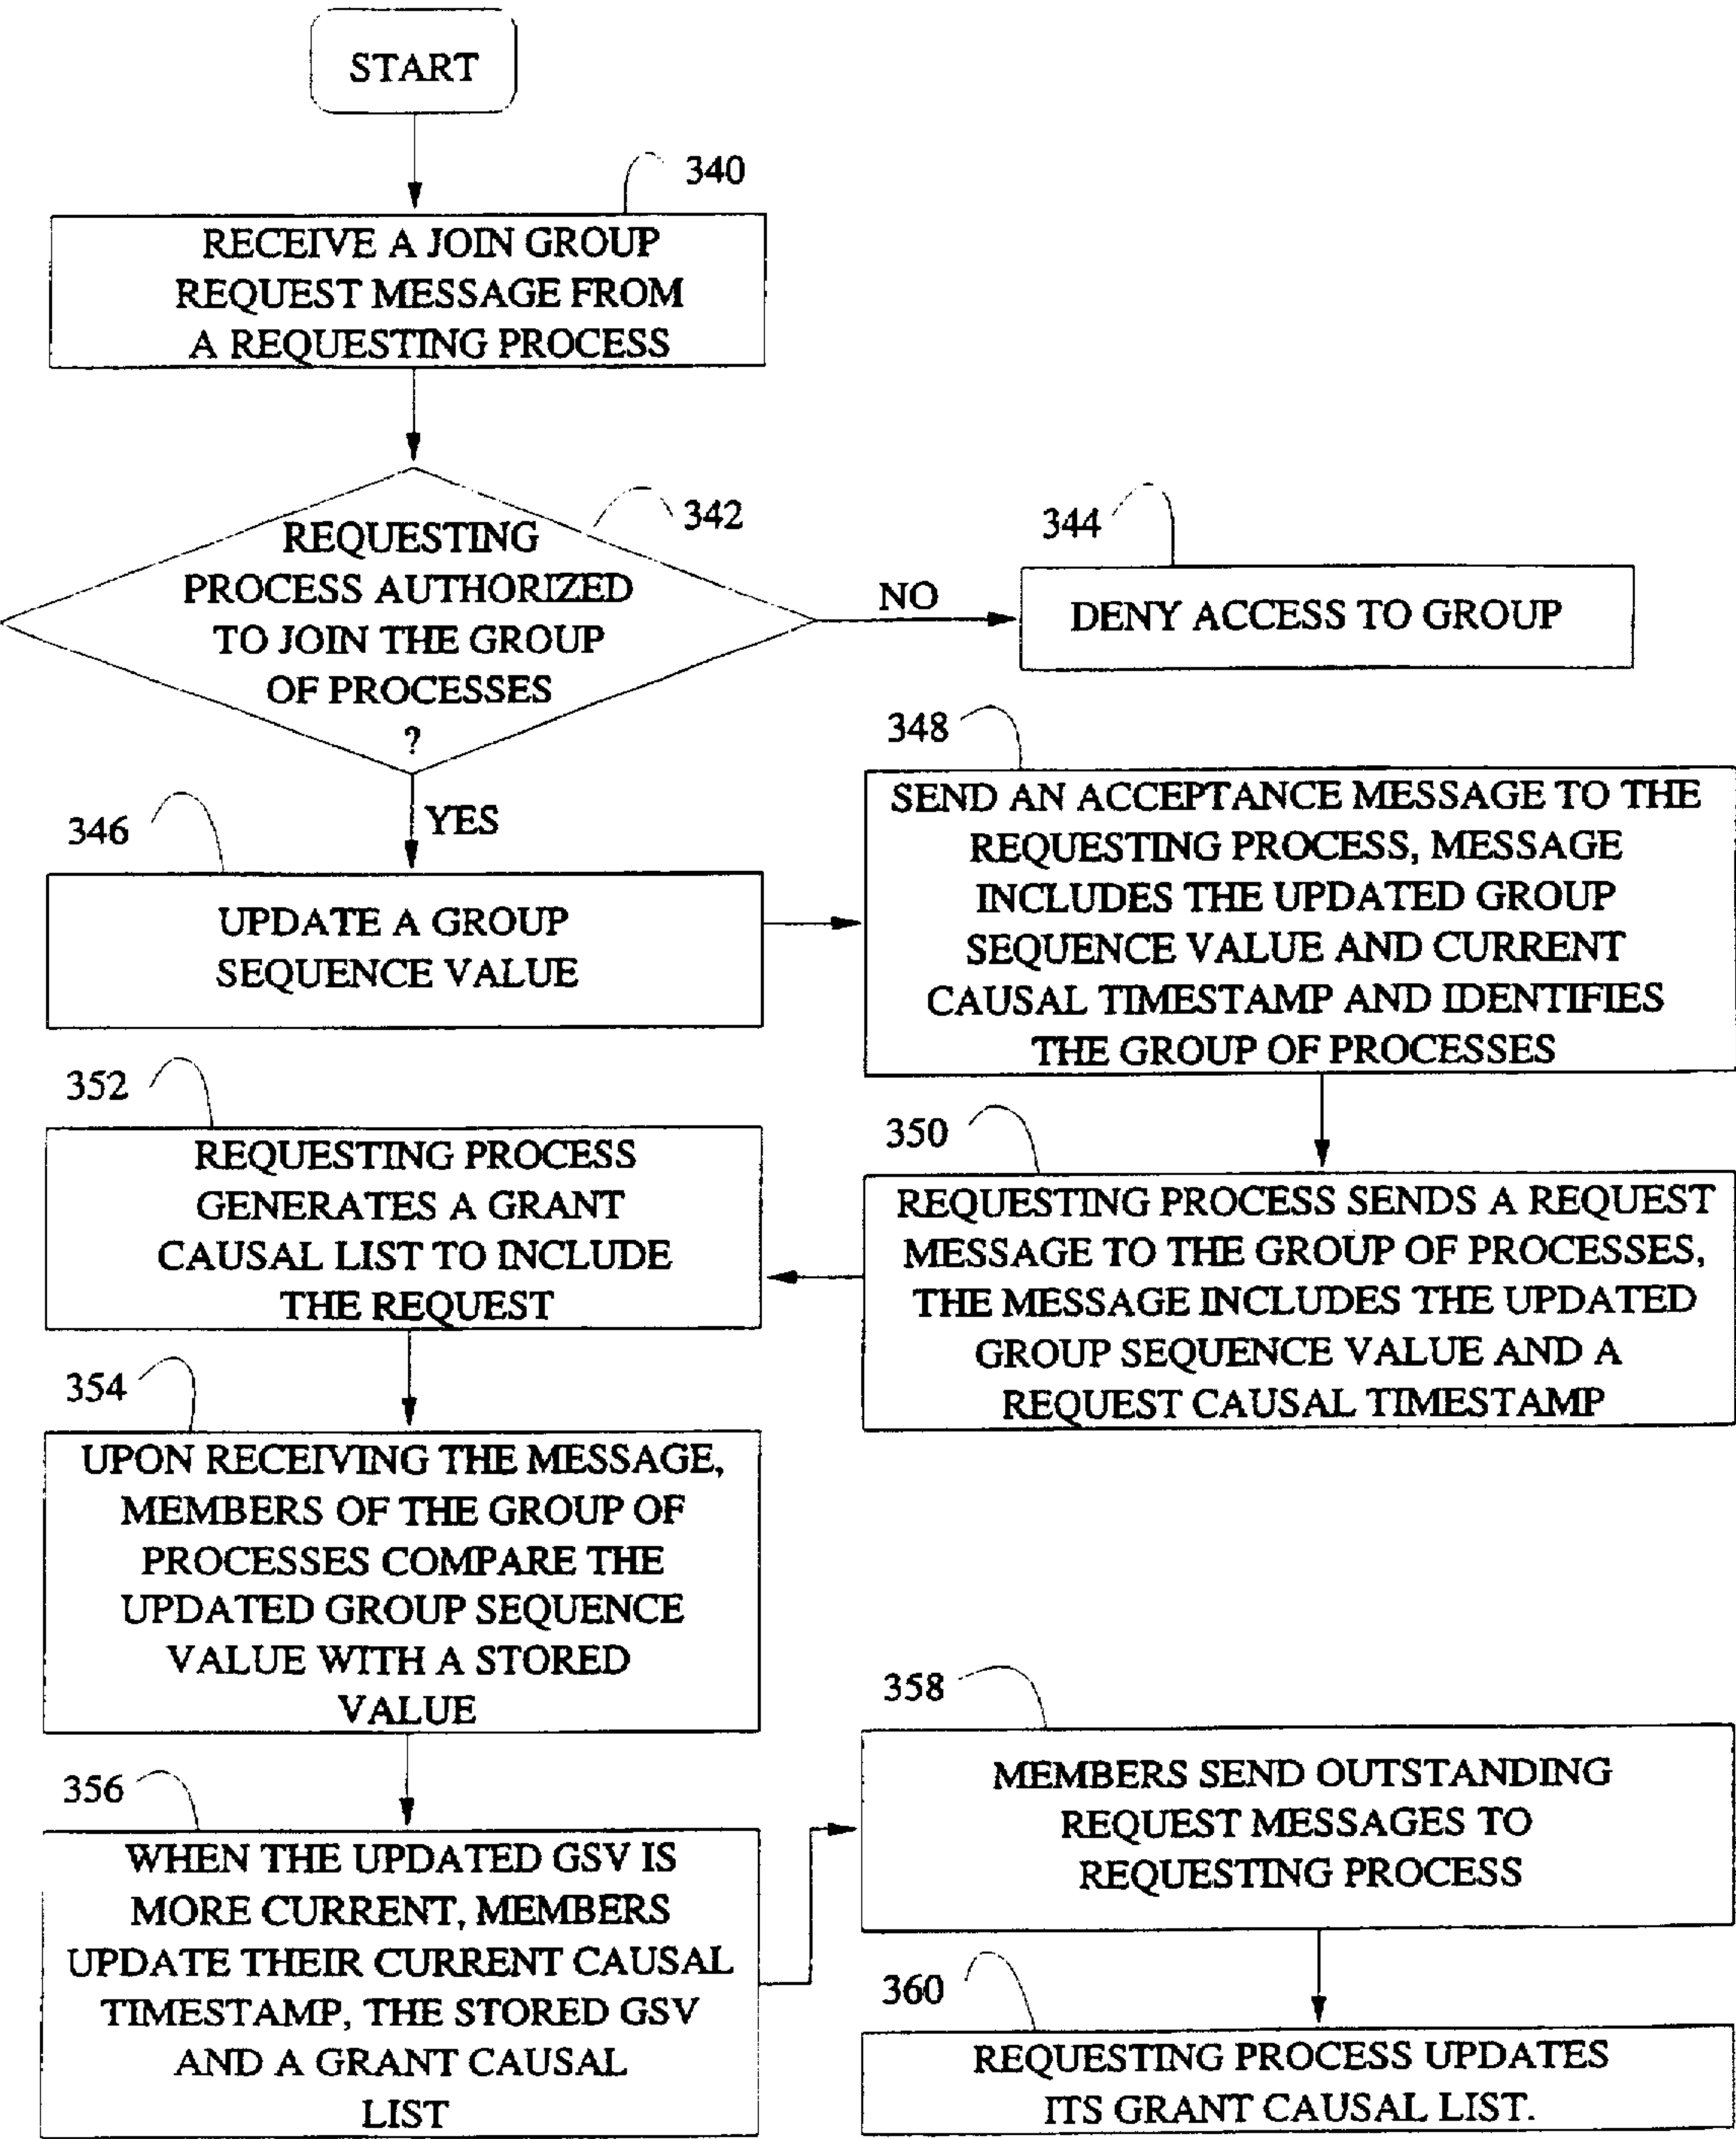 START
340
RECEIVE A JOIN GROUP
REQUEST MESSAGE FROM
A REQUESTING PROCESS
342
REQUESTING
PROCESS AUTHORIZED
TO JOIN THE GROUP
OF PROCESSES
?
NO
344
DENY ACCESS TO GROUP
YES
346
UPDATE A GROUP
SEQUENCE VALUE
348
SEND AN ACCEPTANCE MESSAGE TO THE
REQUESTING PROCESS, MESSAGE
INCLUDES THE UPDATED GROUP
SEQUENCE VALUE AND CURRENT
CAUSAL TIMESTAMP AND IDENTIFIES
THE GROUP OF PROCESSES
350
REQUESTING PROCESS SENDS A REQUEST
MESSAGE TO THE GROUP OF PROCESSES,
THE MESSAGE INCLUDES THE UPDATED
GROUP SEQUENCE VALUE AND A
REQUEST CAUSAL TIMESTAMP
352
REQUESTING PROCESS
GENERATES A GRANT
CAUSAL LIST TO INCLUDE
THE REQUEST
354
UPON RECEIVING THE MESSAGE,
MEMBERS OF THE GROUP OF
PROCESSES COMPARE THE
UPDATED GROUP SEQUENCE
VALUE WITH A STORED
VALUE
356
WHEN THE UPDATED GSV IS
MORE CURRENT, MEMBERS
UPDATE THEIR CURRENT CAUSAL
TIMESTAMP, THE STORED GSV
AND A GRANT CAUSAL
LIST
358
MEMBERS SEND OUTSTANDING
REQUEST MESSAGES TO
REQUESTING PROCESS
360
REQUESTING PROCESS UPDATES
ITS GRANT CAUSAL LIST.